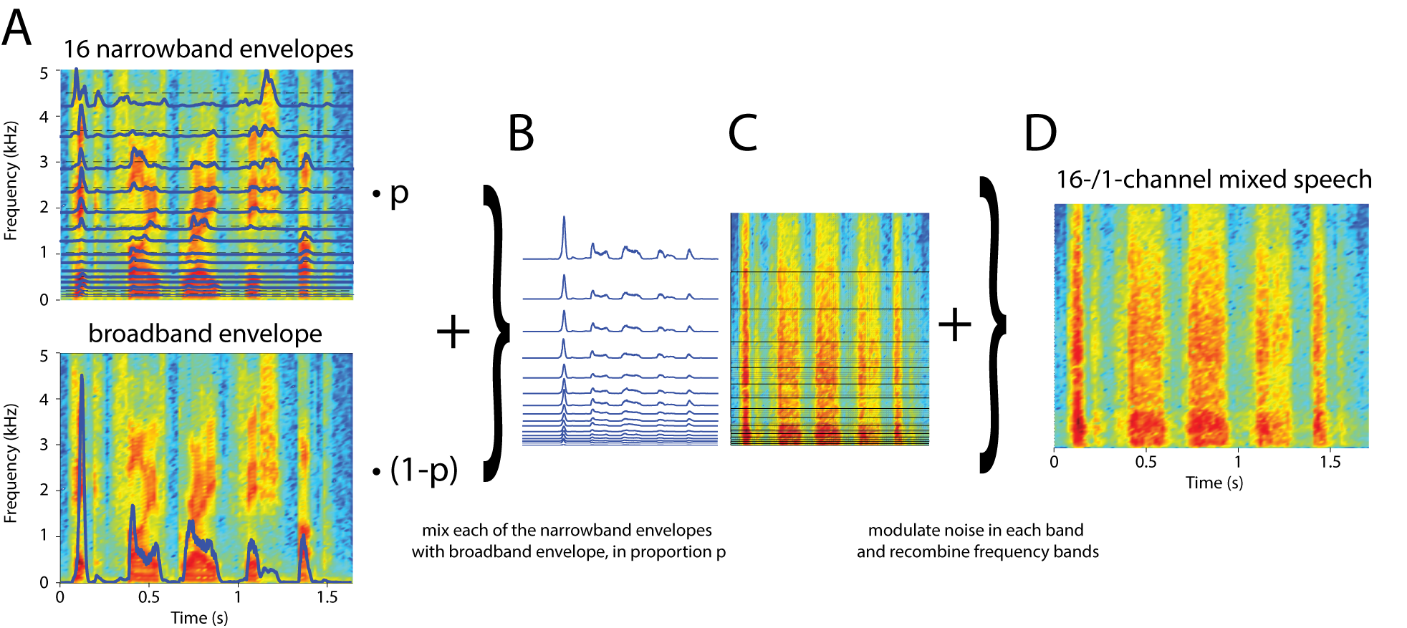 A
16 narrowband envelopes
5
4
3
2
1
0
Frequency (kHz)
• p
broadband envelope
5
4
3
2
1
0
Frequency (kHz)
0 0.5 1 1.5
Time (s)
• (1-p)
+
}
B
mix each of the narrowband envelopes
with broadband envelope, in proportion p
C
+
}
modulate noise in each band
and recombine frequency bands
D
16-/1-channel mixed speech
0 0.5 1 1.5
Time (s)